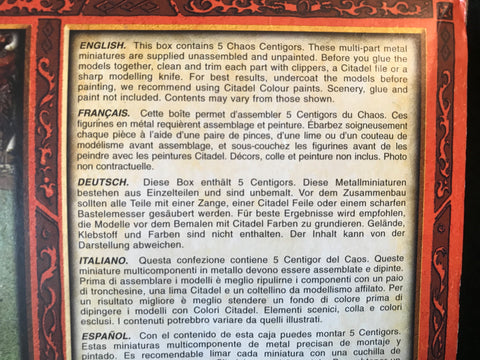 ENGLISH. This box contains 5 Chaos Centigors. These multi-part metal
miniatures are supplied unassembled and unpainted. Before you glue the
models together, clean and trim each part with clippers, a Citadel file or a
sharp modelling knife. For best results, undercoat the models before
painting, we recommend using Citadel Colour paints. Scenery, glue and
paint not included. Contents may vary from those shown.
FRANÇAIS. Cette boîte permet d'assembler 5 Centigors du Chaos. Ces
figurines en métal requièrent assemblage et peinture. Ébarbez soigneusement
chaque pièce à l'aide d'une paire de pinces, d'une lime ou d'un couteau de
modélisme avant assemblage, et sous-couchez les figurines avant de les
peindre avec les peintures Citadel. Décors, colle et peinture non inclus. Photo
non contractuelle.
DEUTSCH. Diese Box enthält 5 Centigors. Diese Metallminiaturen
bestehen aus Einzelteilen und sind unbemalt. Vor dem Zusammenbau
sollten alle Teile mit einer Zange, einer Citadel Feile oder einem scharfen
Bastelemesser gesäubert werden. Für beste Ergebnisse wird empfohlen,
die Modelle vor dem Bemalen mit Citadel Farben zu grundieren. Gelände,
Klebstoff und Farben sind nicht enthalten. Der Inhalt kann von der
Darstellung abweichen.
ITALIANO. Questa confezione contiene 5 Centigor del Caos. Queste
miniature multicomponenti in metallo devono essere assemblate e dipinte.
Prima di assemblare i modelli è meglio ripulirne i componenti con un paio
di tronchesine, una lima Citadel e un coltellino da modellismo affilato. Per
un risultato migliore è meglio stendere un fondo di colore prima di
dipingere i modelli con Colori Citadel. Elementi scenici, colla e colori
esclusi. I contenuti potrebbero variare da quelli illustrati.
ESPAÑOL. Con el contenido de esta caja puedes montar 5 Centigors.
Estas miniaturas multicomponente de metal precisan de montaje y
pintado. Es recomendable limar cada miniatura con una cuchilla de